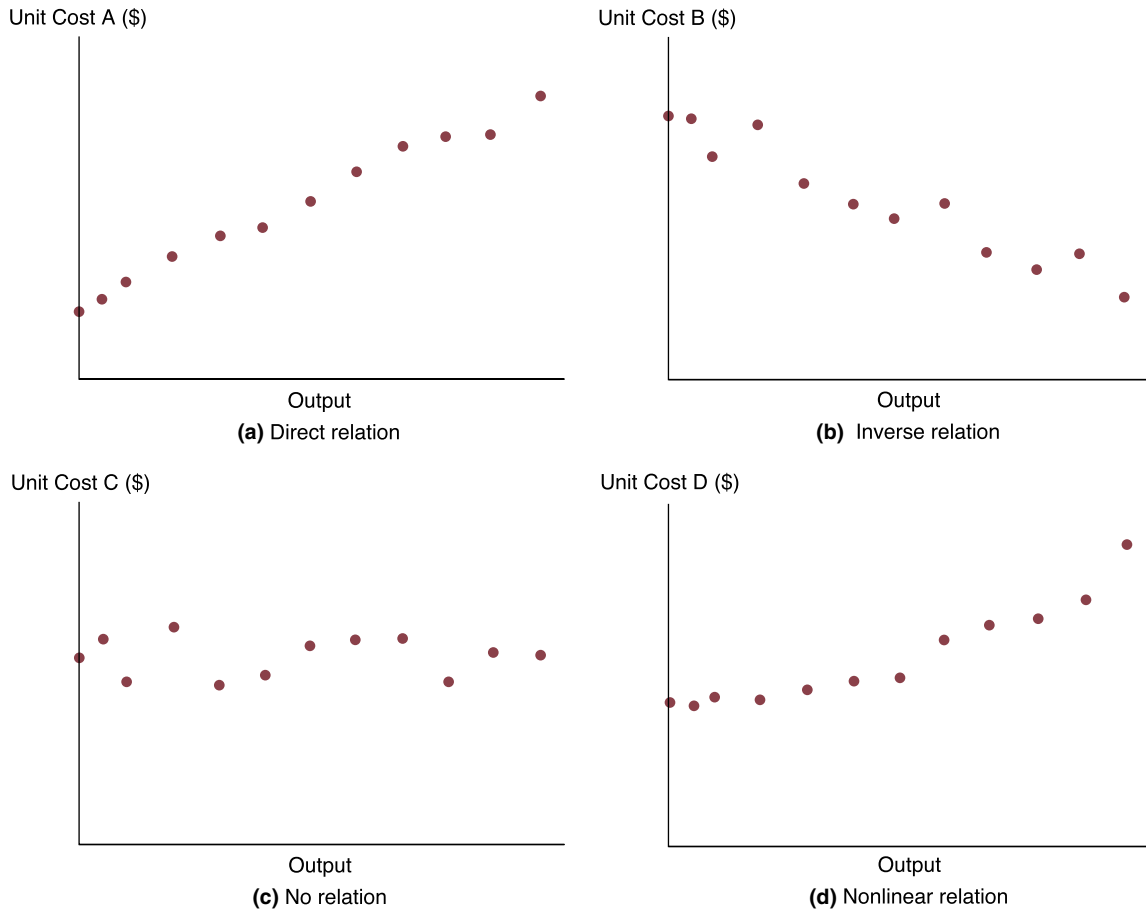 Unit Cost A ($)
Output
(a) Direct relation
Unit Cost B ($)
Output
(b) Inverse relation
Unit Cost C ($)
Output
(c) No relation
Unit Cost D ($)
Output
(d) Nonlinear relation